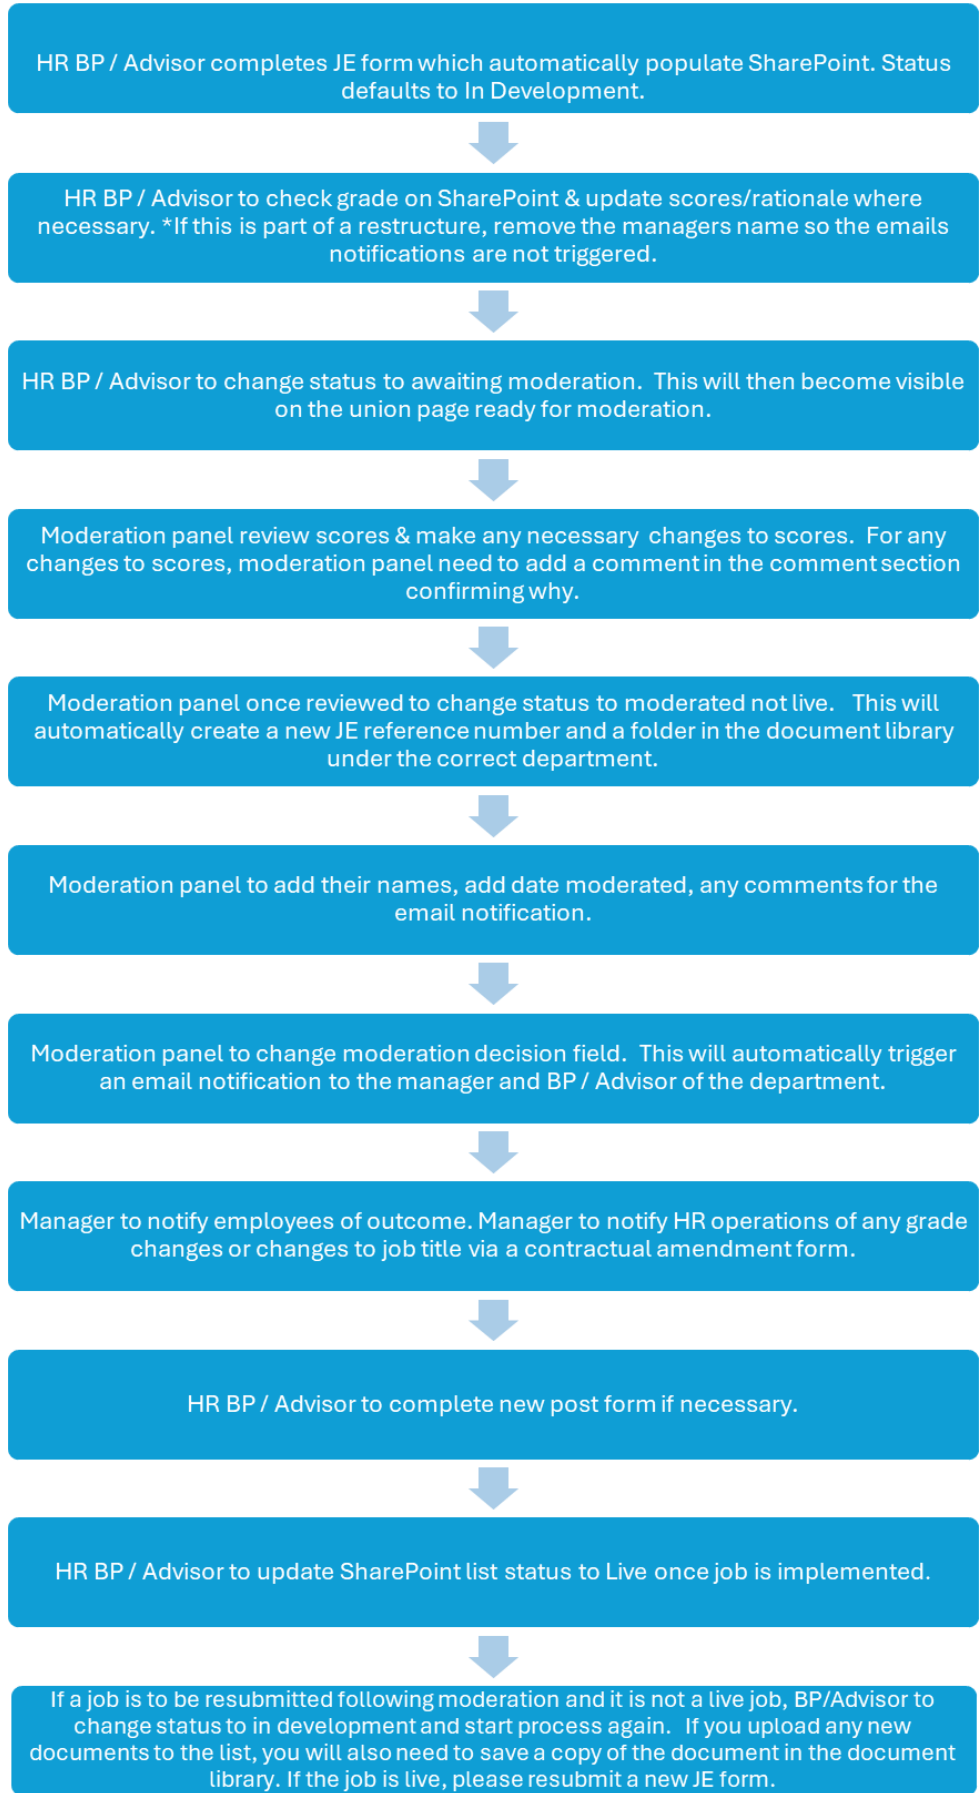 HR BP / Advisor completes JE form which automatically populate SharePoint. Status
defaults to In Development.
HR BP / Advisor to check grade on SharePoint & update scores/rationale where
necessary. *If this is part of a restructure, remove the managers name so the emails
notifications are not triggered.
HR BP / Advisor to change status to awaiting moderation. This will then become visible
on the union page ready for moderation.
Moderation panel review scores & make any necessary changes to scores. For any
changes to scores, moderation panel need to add a comment in the comment section
confirming why.
Moderation panel once reviewed to change status to moderated not live. This will
automatically create a new JE reference number and a folder in the document library
under the correct department.
Moderation panel to add their names, add date moderated, any comments for the
email notification.
Moderation panel to change moderation decision field. This will automatically trigger
an email notification to the manager and BP / Advisor of the department.
Manager to notify employees of outcome. Manager to notify HR operations of any grade
changes or changes to job title via a contractual amendment form.
HR BP / Advisor to complete new post form if necessary.
HR BP / Advisor to update SharePoint list status to Live once job is implemented.
If a job is to be resubmitted following moderation and it is not a live job, BP/Advisor to
change status to in development and start process again. If you upload any new
documents to the list, you will also need to save a copy of the document in the document
library. If the job is live, please resubmit a new JE form.